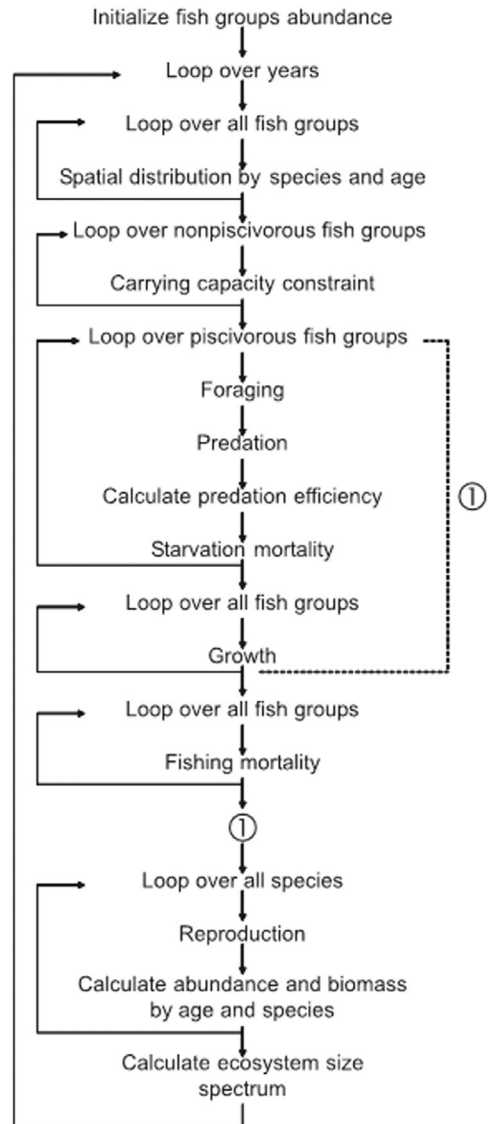 Initialize fish groups abundance
Loop over years
Loop over all fish groups
Spatial distribution by species and age
Loop over nonpiscivorous fish groups
Carrying capacity constraint
Loop over piscivorous fish groups
Foraging
Predation
①
Calculate predation efficiency
Starvation mortality
Loop over all fish groups
Growth
Loop over all fish groups
Fishing mortality
①
Loop over all species
Reproduction
Calculate abundance and biomass
by age and species
Calculate ecosystem size
spectrum